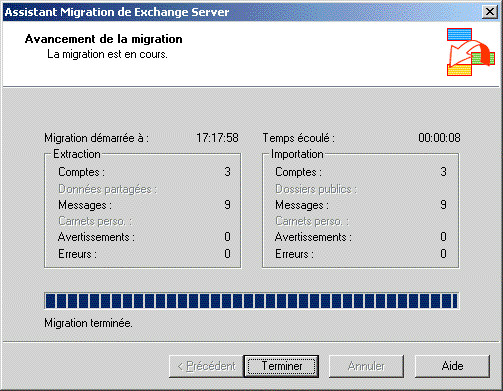 Assistant Migration de Exchange Server
Avancement de la migration
La migration est en cours.
Migration démarrée à : 17:17:58 Temps écoulé : 00:00:08
Extraction Importation
Comptes : 3 Comptes : 3
Données partagées : Dossiers publics :
Messages : 9 Messages : 9
Carnets perso. : Carnets perso. :
Avertissements : 0 Avertissements : 0
Erreurs : 0 Erreurs : 0
Migration terminée.
< Précédent Terminer Annuler Aide